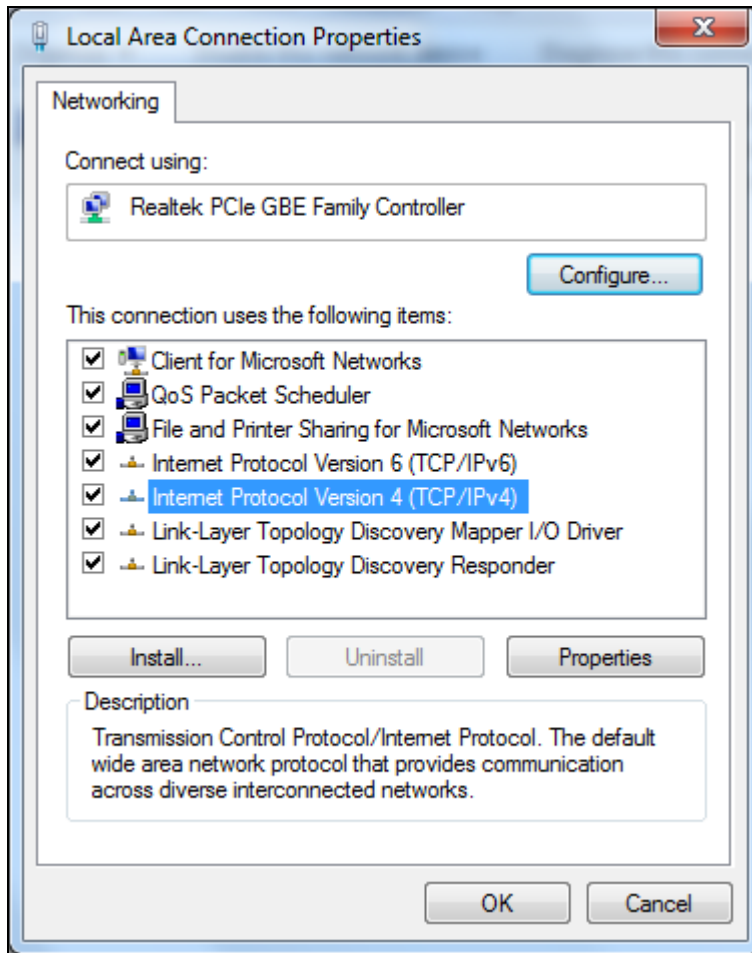 Local Area Connection Properties
Networking
Connect using:
Realtek PCIe GBE Family Controller
Configure...
This connection uses the following items:
Client for Microsoft Networks
QoS Packet Scheduler
File and Printer Sharing for Microsoft Networks
Internet Protocol Version 6 (TCP/IPv6)
Internet Protocol Version 4 (TCP/IPv4)
Link-Layer Topology Discovery Mapper I/O Driver
Link-Layer Topology Discovery Responder
Install... Uninstall Properties
Description
Transmission Control Protocol/Internet Protocol. The default
wide area network protocol that provides communication
across diverse interconnected networks.
OK Cancel